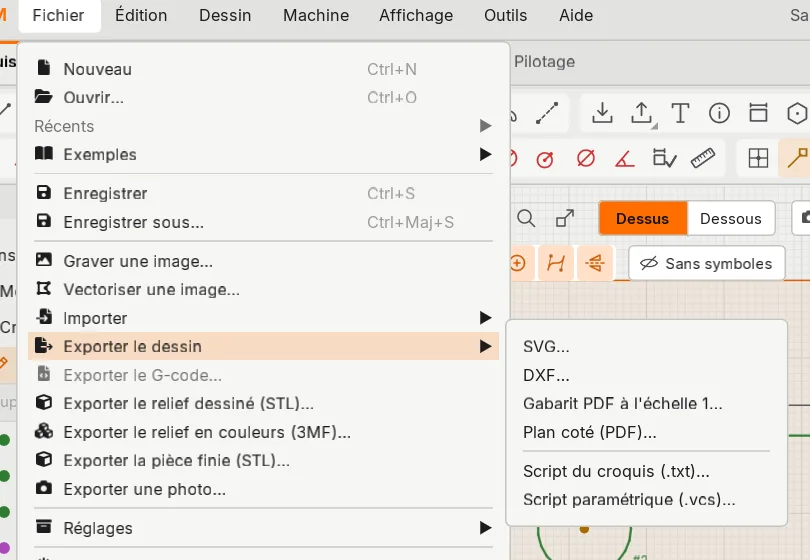 Fichier Édition Dessin Machine Affichage Outils Aide
Pilotage
Nouveau Ctrl+N
Ouvrir... Ctrl+O
Récents
Exemples
Enregistrer Ctrl+S
Enregistrer sous... Ctrl+Maj+S
Dessus Dessous
Graver une image...
Sans symboles
Vectoriser une image...
Importer
Exporter le dessin
SVG...
Exporter le G-code...
DXF...
Exporter le relief dessiné (STL)...
Gabarit PDF à l'échelle 1...
Exporter le relief en couleurs (3MF)...
Plan coté (PDF)...
Exporter la pièce finie (STL)...
Script du croquis (.txt)...
Exporter une photo...
Script paramétrique (.vcs)...
Réglages